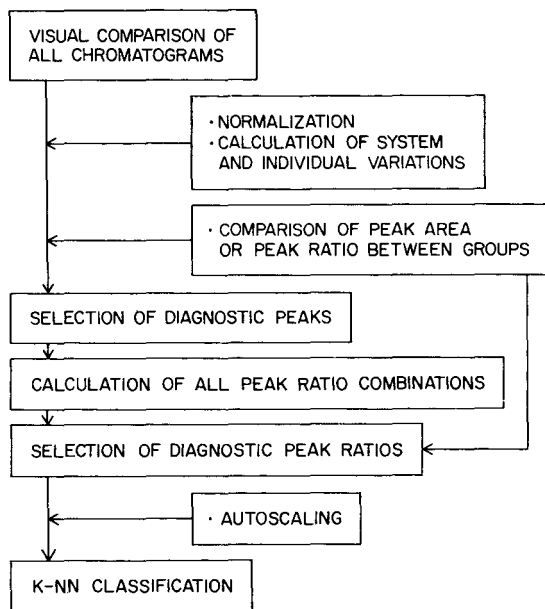 VISUAL COMPARISON OF
ALL CHROMATOGRAMS
· NORMALIZATION
· CALCULATION OF SYSTEM
AND INDIVIDUAL VARIATIONS
· COMPARISON OF PEAK AREA
OR PEAK RATIO BETWEEN GROUPS
SELECTION OF DIAGNOSTIC PEAKS
CALCULATION OF ALL PEAK RATIO COMBINATIONS
SELECTION OF DIAGNOSTIC PEAK RATIOS
· AUTOSCALING
K-NN CLASSIFICATION